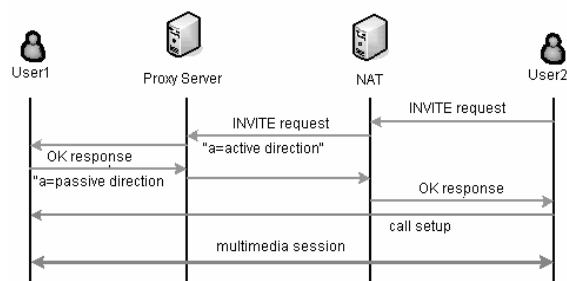 User1
Proxy Server
NAT
User2
INVITE request
INVITE request
"a=active direction"
OK response
"a=passive direction
OK response
call setup
multimedia session